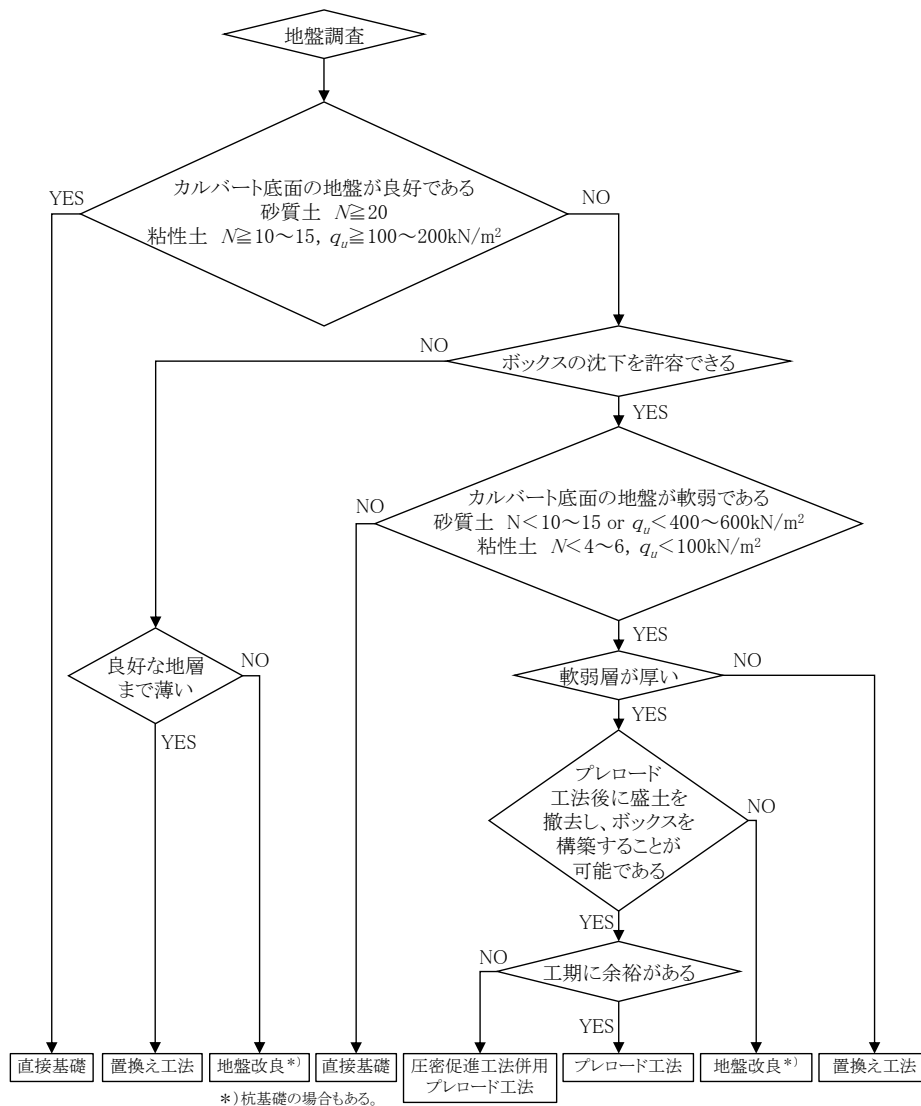 地盤調査
YES
カルバート底面の地盤が良好である
砂質土 N≧20
粘性土 N≧10～15, qu≧100～200kN/m²
NO
NO
ボックスの沈下を許容できる
YES
NO
カルバート底面の地盤が軟弱である
砂質土 N＜10～15 or qu＜400～600kN/m²
粘性土 N＜4～6, qu＜100kN/m²
YES
良好な地層
まで薄い
NO
YES
軟弱層が厚い
NO
YES
プレロード
工法後に盛土を
撤去し、ボックスを
構築することが
可能である
NO
YES
NO
工期に余裕がある
YES
直接基礎
置換え工法
地盤改良*)
直接基礎
圧密促進工法併用
プレロード工法
プレロード工法
地盤改良*)
置換え工法
*)杭基礎の場合もある。